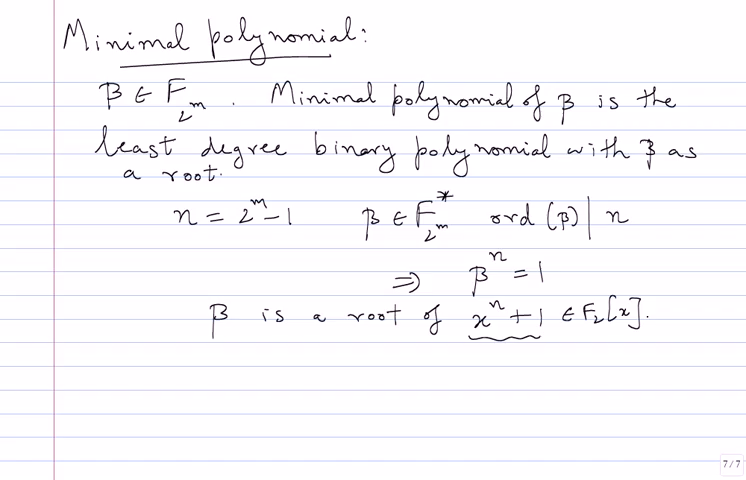 Minimal polynomial:
β ∈ F_{2^m}. Minimal polynomial of β is the
least degree binary polynomial with β as
a root.
n = 2^m - 1 β ∈ F_{2^m}^* ord (β) | n
⇒ β^n = 1
β is a root of x^n + 1 ∈ F_2[x].
7/7